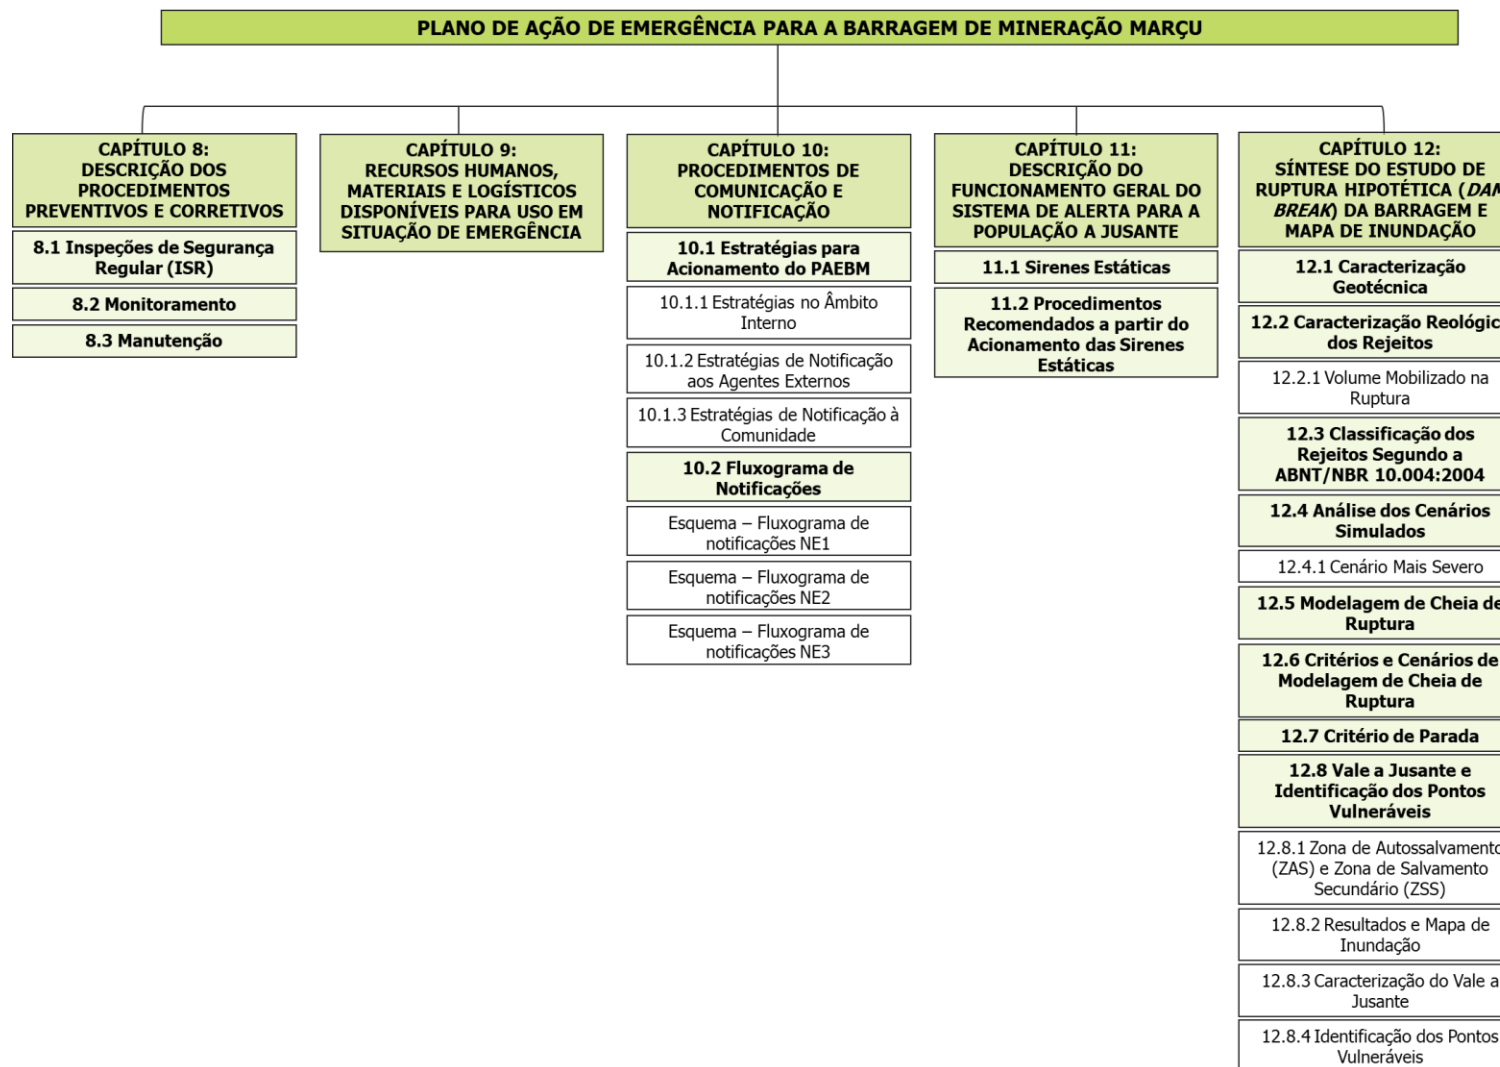 PLANO DE AÇÃO DE EMERGÊNCIA PARA A BARRAGEM DE MINERAÇÃO MARÇU
CAPÍTULO 8:
DESCRIÇÃO DOS
PROCEDIMENTOS
PREVENTIVOS E CORRETIVOS
8.1 Inspeções de Segurança
Regular (ISR)
8.2 Monitoramento
8.3 Manutenção
CAPÍTULO 9:
RECURSOS HUMANOS,
MATERIAIS E LOGÍSTICOS
DISPONÍVEIS PARA USO EM
SITUAÇÃO DE EMERGÊNCIA
CAPÍTULO 10:
PROCEDIMENTOS DE
COMUNICAÇÃO E
NOTIFICAÇÃO
10.1 Estratégias para
Acionamento do PAEBM
10.1.1 Estratégias no Âmbito
Interno
10.1.2 Estratégias de Notificação
aos Agentes Externos
10.1.3 Estratégias de Notificação à
Comunidade
10.2 Fluxograma de
Notificações
Esquema – Fluxograma de
notificações NE1
Esquema – Fluxograma de
notificações NE2
Esquema – Fluxograma de
notificações NE3
CAPÍTULO 11:
DESCRIÇÃO DO
FUNCIONAMENTO GERAL DO
SISTEMA DE ALERTA PARA A
POPULAÇÃO A JUSANTE
11.1 Sirenes Estáticas
11.2 Procedimentos
Recomendados a partir do
Acionamento das Sirenes
Estáticas
CAPÍTULO 12:
SÍNTESE DO ESTUDO DE
RUPTURA HIPOTÉTICA (DAM
BREAK) DA BARRAGEM E
MAPA DE INUNDAÇÃO
12.1 Caracterização
Geotécnica
12.2 Caracterização Reológic
dos Rejeitos
12.2.1 Volume Mobilizado na
Ruptura
12.3 Classificação dos
Rejeitos Segundo a
ABNT/NBR 10.004:2004
12.4 Análise dos Cenários
Simulados
12.4.1 Cenário Mais Severo
12.5 Modelagem de Cheia de
Ruptura
12.6 Critérios e Cenários de
Modelagem de Cheia de
Ruptura
12.7 Critério de Parada
12.8 Vale a Jusante e
Identificação dos Pontos
Vulneráveis
12.8.1 Zona de Autossalvamento
(ZAS) e Zona de Salvamento
Secundário (ZSS)
12.8.2 Resultados e Mapa de
Inundação
12.8.3 Caracterização do Vale a
Jusante
12.8.4 Identificação dos Pontos
Vulneráveis